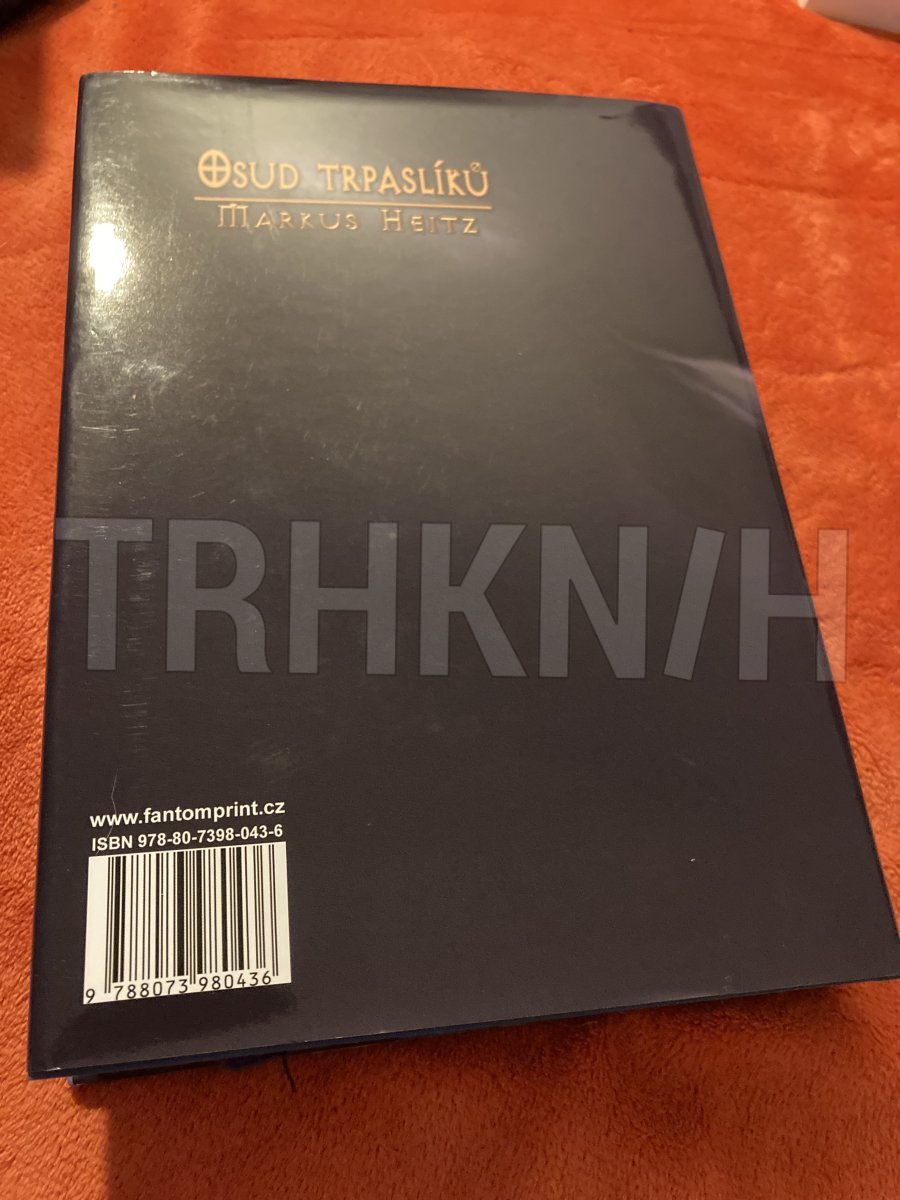 Osud trpaslíků
Markus Heitz
TRHKN/H
www.fantomprint.cz
ISBN 978-80-7398-043-6
9 788073 980436